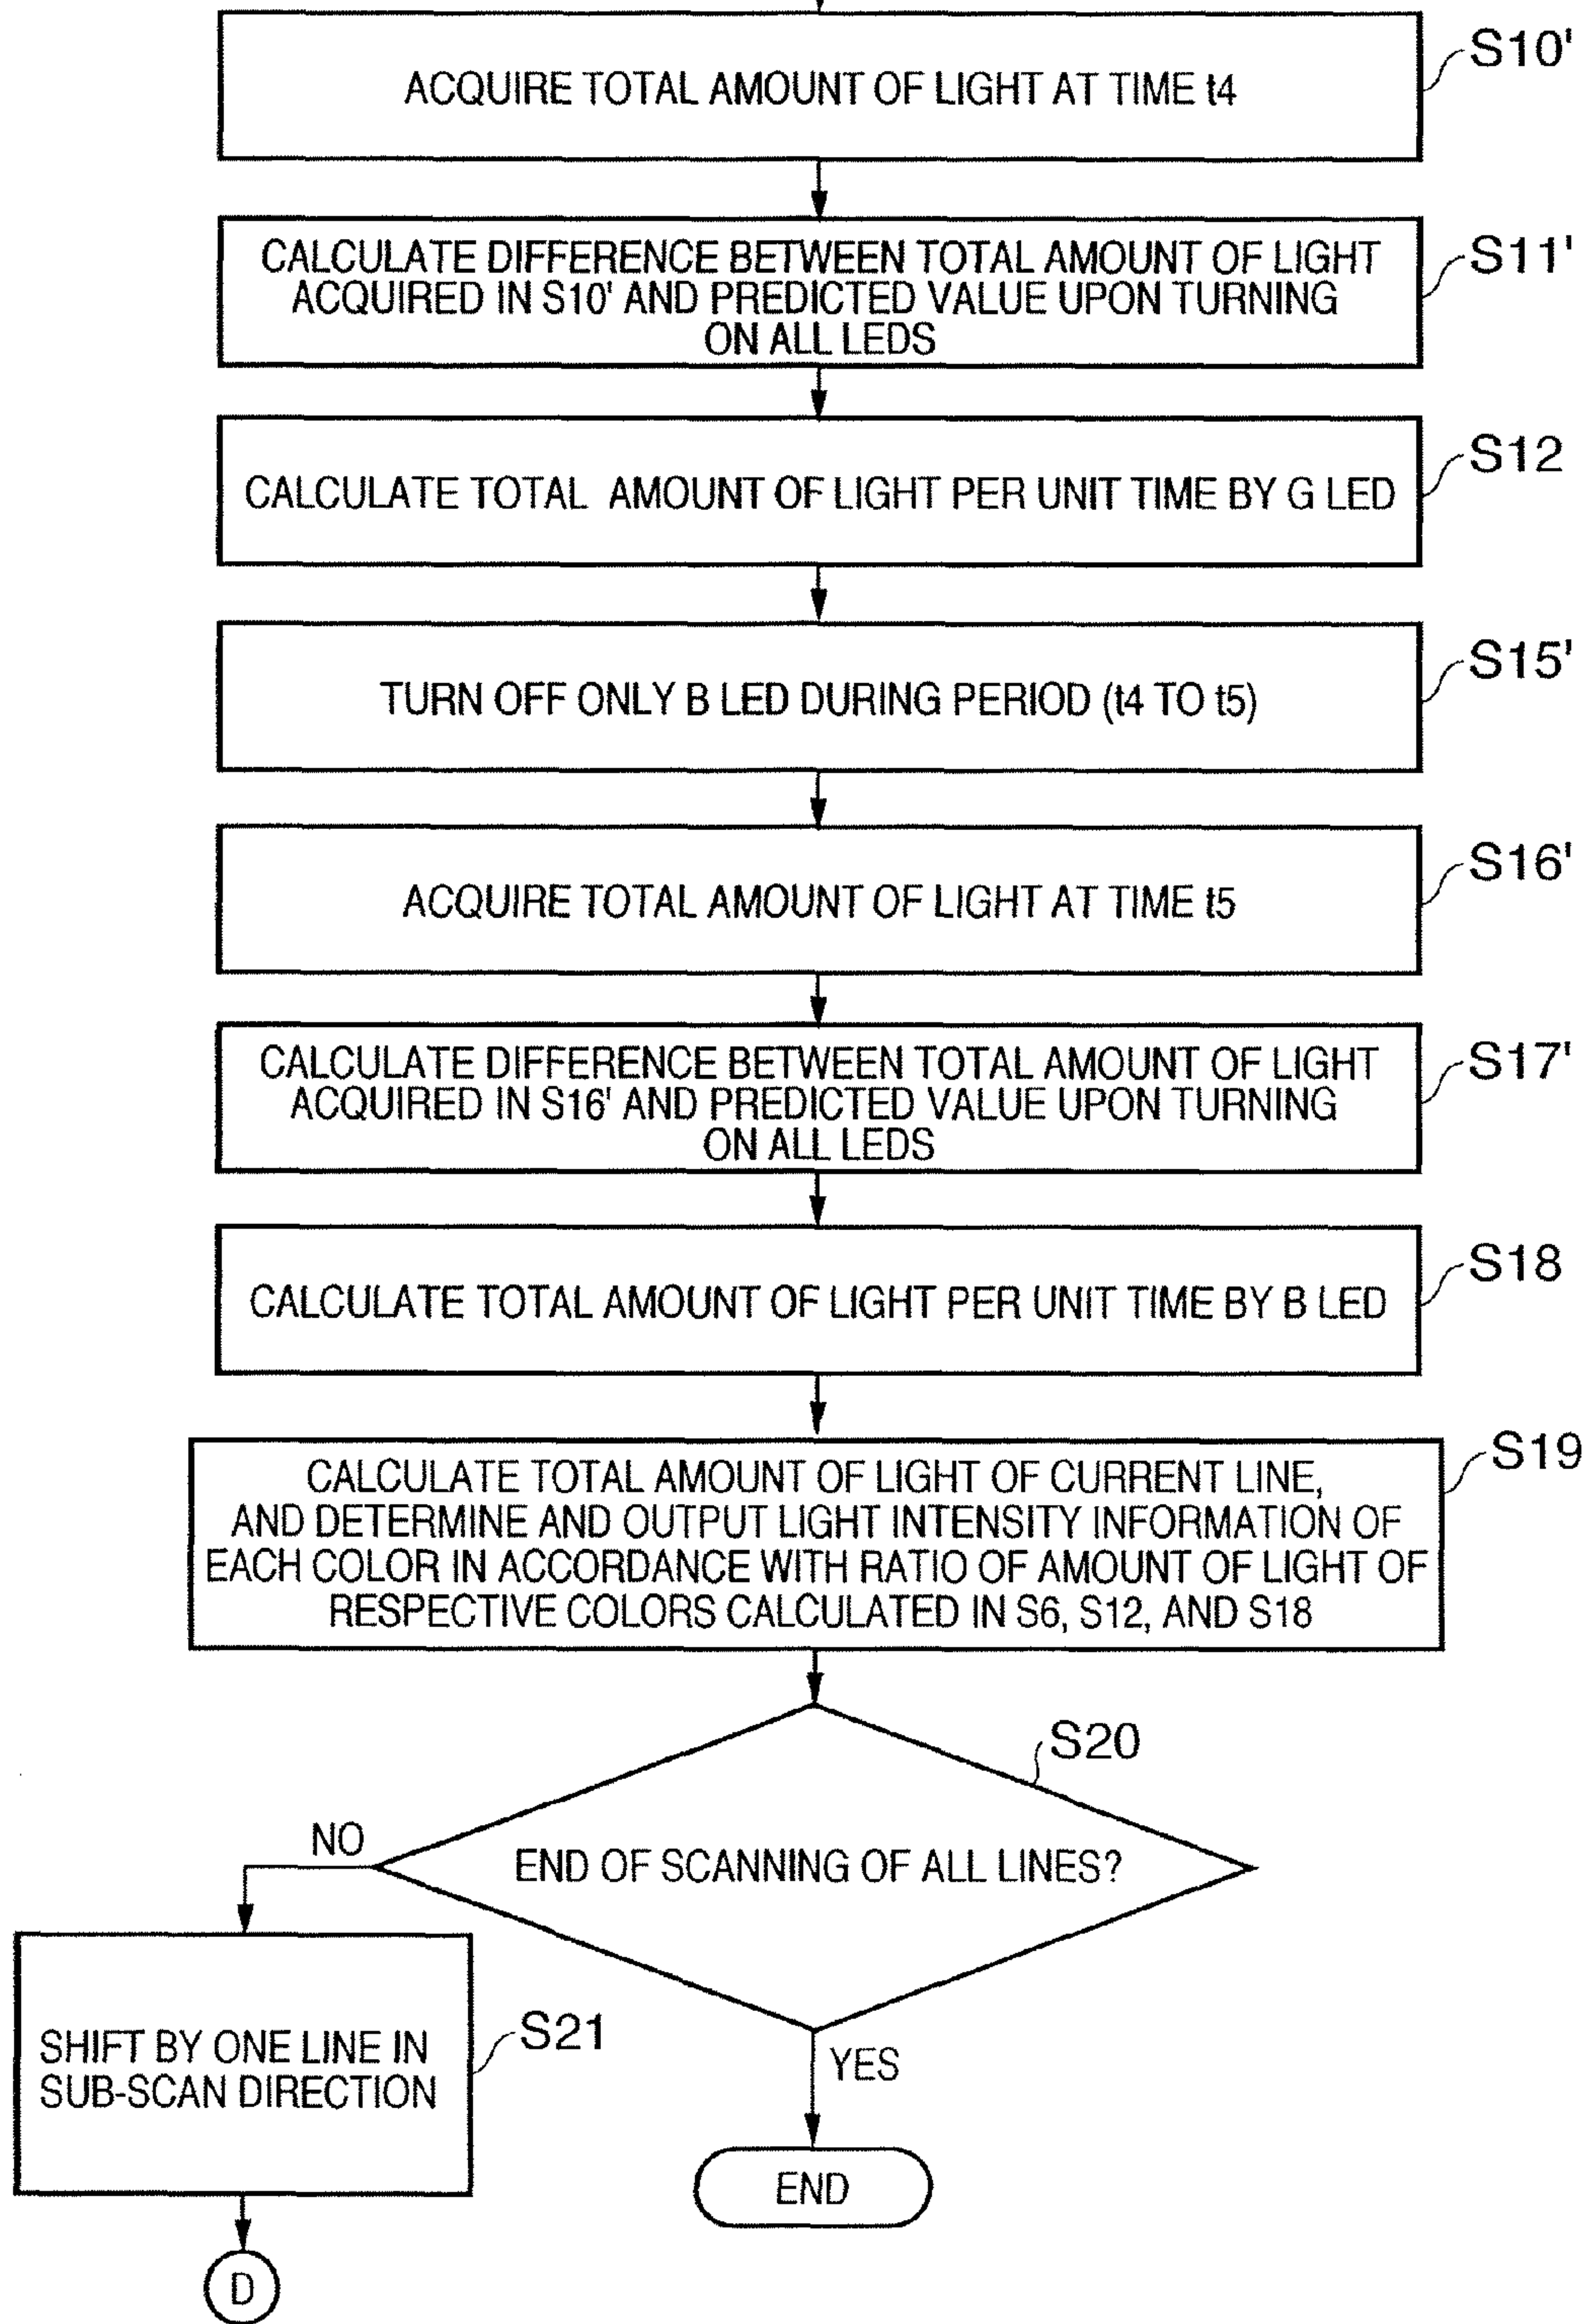 S10'
ACQUIRE TOTAL AMOUNT OF LIGHT AT TIME t4
S11'
CALCULATE DIFFERENCE BETWEEN TOTAL AMOUNT OF LIGHT
ACQUIRED IN S10' AND PREDICTED VALUE UPON TURNING
ON ALL LEDS
S12
CALCULATE TOTAL AMOUNT OF LIGHT PER UNIT TIME BY G LED
S15'
TURN OFF ONLY B LED DURING PERIOD (t4 TO t5)
S16'
ACQUIRE TOTAL AMOUNT OF LIGHT AT TIME t5
S17'
CALCULATE DIFFERENCE BETWEEN TOTAL AMOUNT OF LIGHT
ACQUIRED IN S16' AND PREDICTED VALUE UPON TURNING
ON ALL LEDS
S18
CALCULATE TOTAL AMOUNT OF LIGHT PER UNIT TIME BY B LED
S19
CALCULATE TOTAL AMOUNT OF LIGHT OF CURRENT LINE,
AND DETERMINE AND OUTPUT LIGHT INTENSITY INFORMATION OF
EACH COLOR IN ACCORDANCE WITH RATIO OF AMOUNT OF LIGHT OF
RESPECTIVE COLORS CALCULATED IN S6, S12, AND S18
S20
NO
END OF SCANNING OF ALL LINES?
S21
SHIFT BY ONE LINE IN
SUB-SCAN DIRECTION
YES
END
D